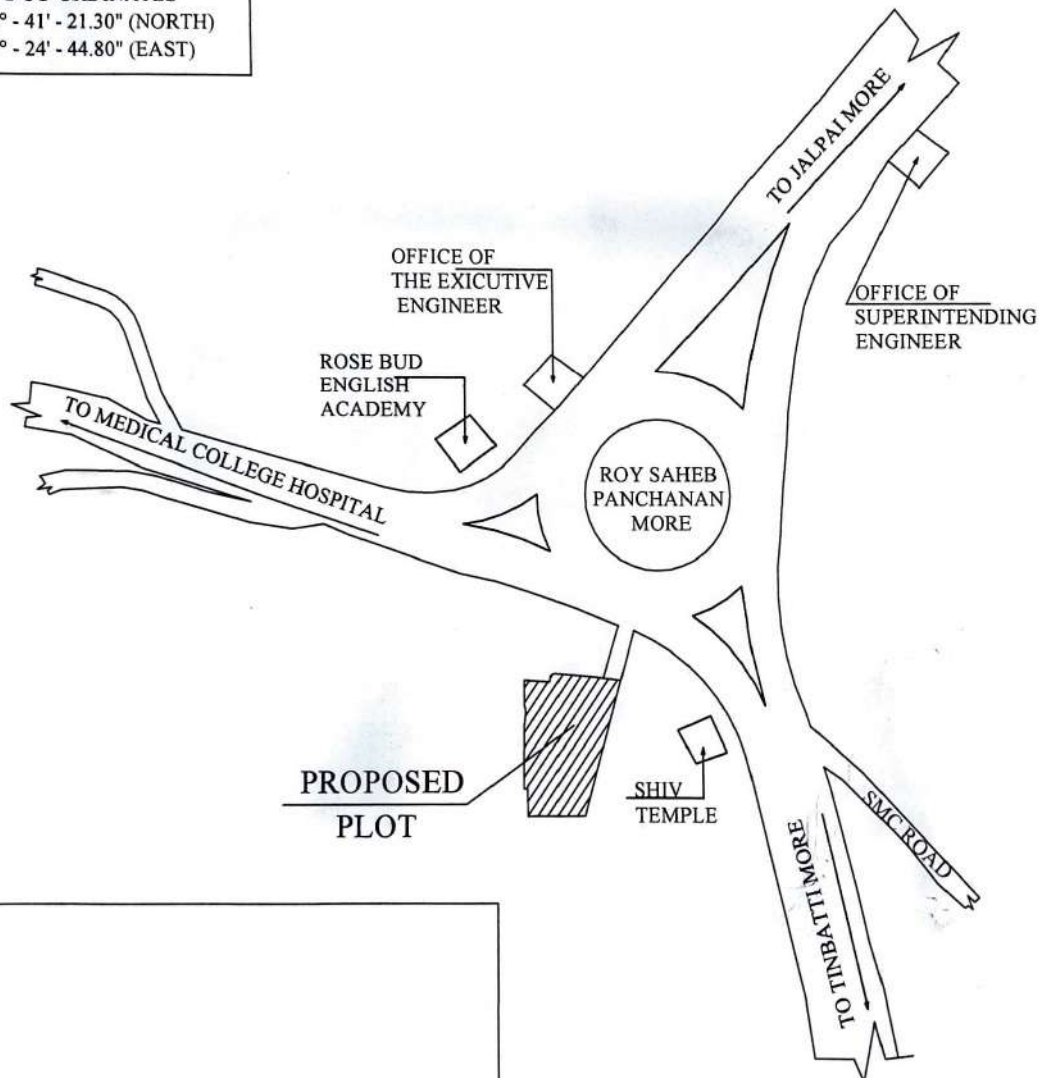 ° - 41' - 21.30" (NORTH)
° - 24' - 44.80" (EAST)
TO JALPAI MORE
OFFICE OF
THE EXICUTIVE
ENGINEER
OFFICE OF
SUPERINTENDING
ENGINEER
ROSE BUD
ENGLISH
ACADEMY
TO MEDICAL COLLEGE HOSPITAL
ROY SAHEB
PANCHANAN
MORE
PROPOSED
PLOT
SHIV
TEMPLE
SMC ROAD
TO TINBATTI MORE